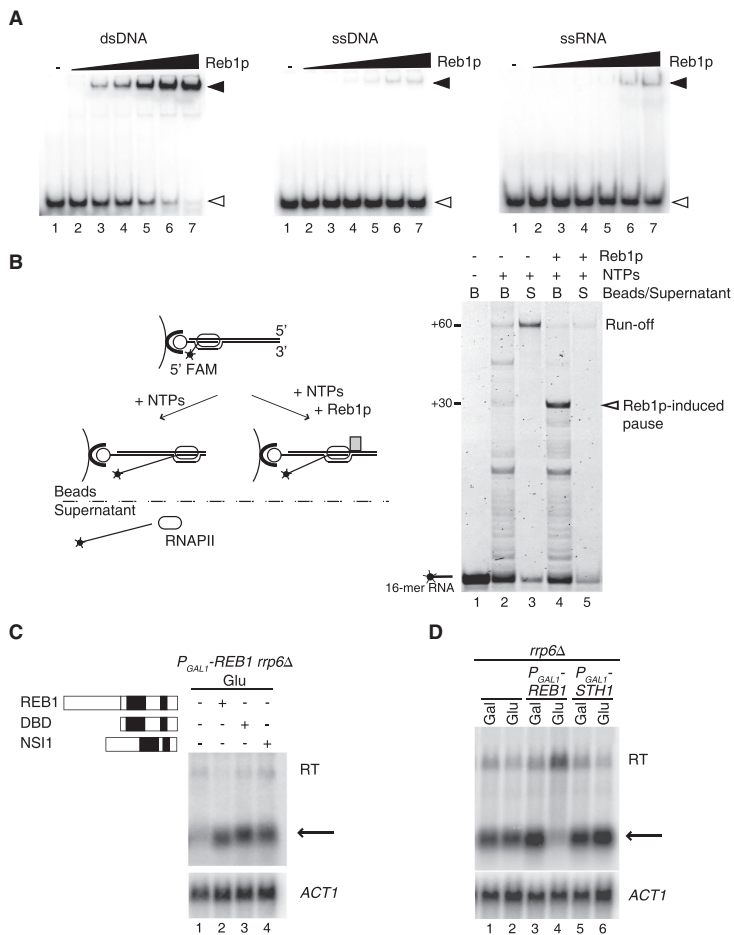 A
dsDNA
ssDNA
ssRNA
- Reb1p
- Reb1p
- Reb1p
1 2 3 4 5 6 7
1 2 3 4 5 6 7
1 2 3 4 5 6 7
B
5'
3'
5' FAM
+ NTPs
+ NTPs
+ Reb1p
Beads
Supernatant
RNAPII
- - - + + Reb1p
- + + + + NTPs
B B S B S Beads/Supernatant
+60
Run-off
+30
Reb1p-induced
pause
16-mer RNA
1 2 3 4 5
C
P GAL1-REB1 rrp6Δ
Glu
REB1 - + - -
DBD - - + -
NSI1 - - - +
RT
ACT1
1 2 3 4
D
rrp6Δ
P GAL1- P GAL1-
REB1 STH1
Gal Glu Gal Glu Gal Glu
RT
ACT1
1 2 3 4 5 6